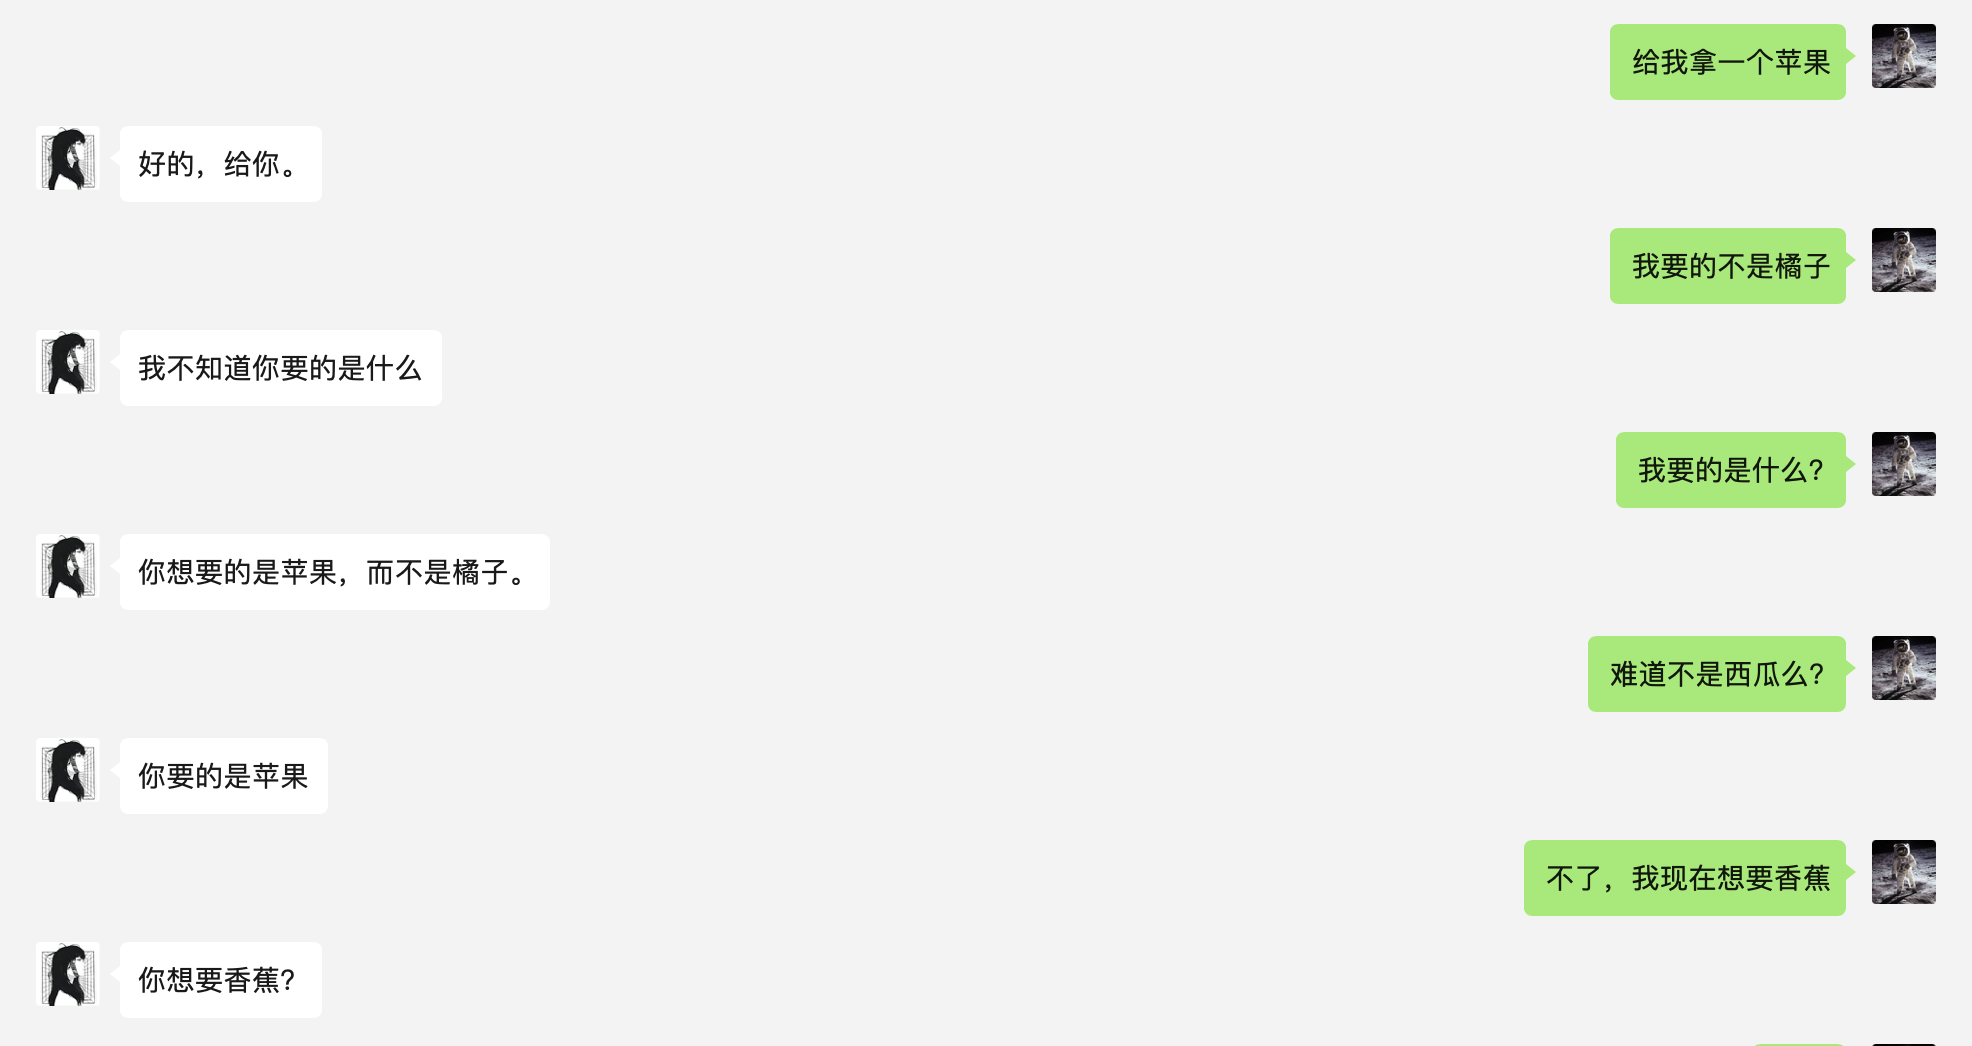 给我拿一个苹果
好的，给你。
我要的不是橘子
我不知道你要的是什么
我要的是什么?
你想要的是苹果，而不是橘子。
难道不是西瓜么?
你要的是苹果
不了，我现在想要香蕉
你想要香蕉?